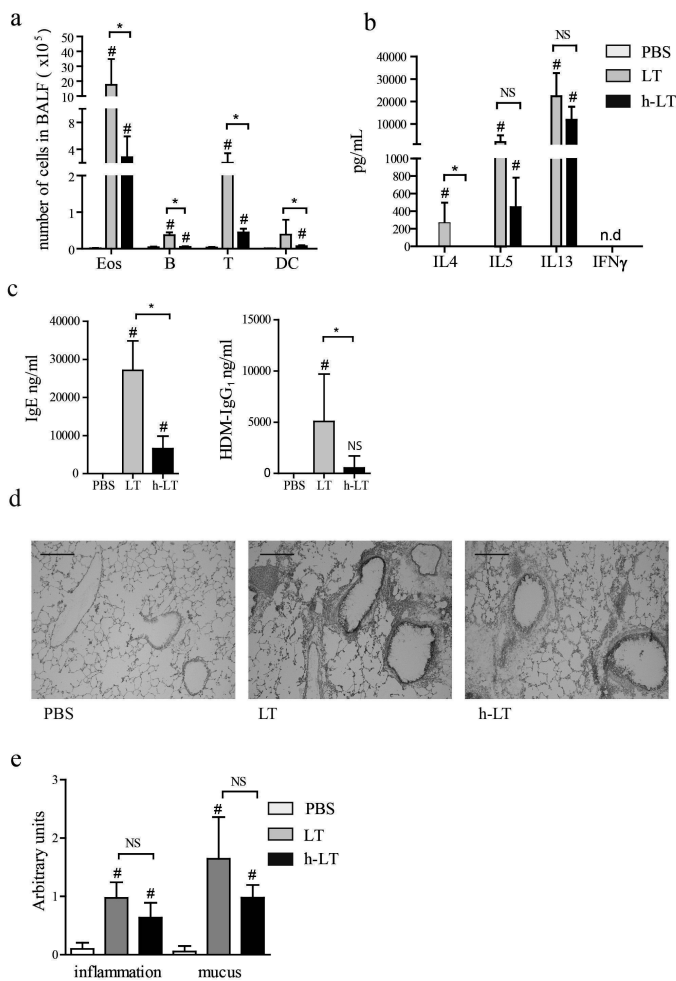 a
number of cells in BALF ( x10⁵)
50
40
30
20
10
8
6
4
2
2
1
0
#
*
#
*
#
#
#
*
#
*
#
Eos B T DC
b
pg/mL
40000
30000
20000
10000
1000
800
600
400
200
0
#
*
#
NS
#
NS
#
#
n.d
IL4 IL5 IL13 IFNγ
PBS
LT
h-LT
c
IgE ng/ml
50000
40000
30000
20000
10000
0
#
*
#
PBS LT h-LT
HDM-IgG₁ ng/ml
15000
10000
5000
0
#
*
NS
PBS LT h-LT
d
PBS
LT
h-LT
e
Arbitrary units
3
2
1
0
#
NS
#
#
NS
#
inflammation mucus
PBS
LT
h-LT